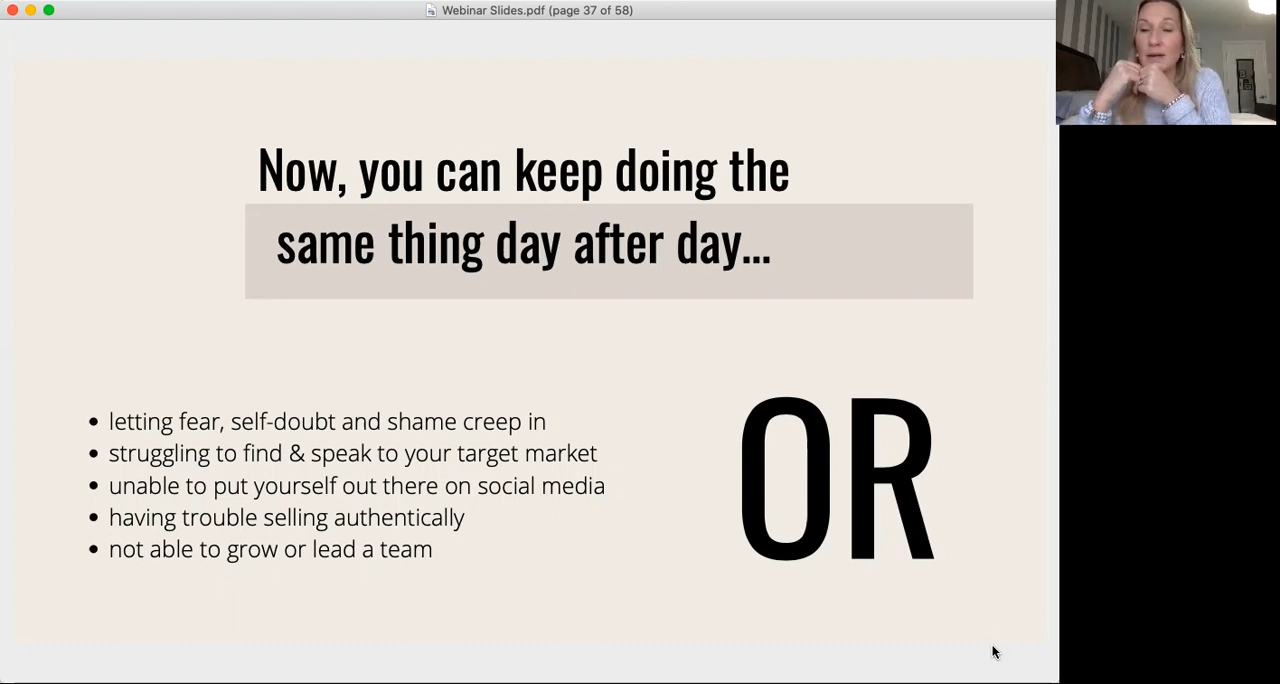 Webinar Slides.pdf (page 37 of 58)
Now, you can keep doing the
same thing day after day...
letting fear, self-doubt and shame creep in
struggling to find & speak to your target market
unable to put yourself out there on social media
having trouble selling authentically
not able to grow or lead a team
OR